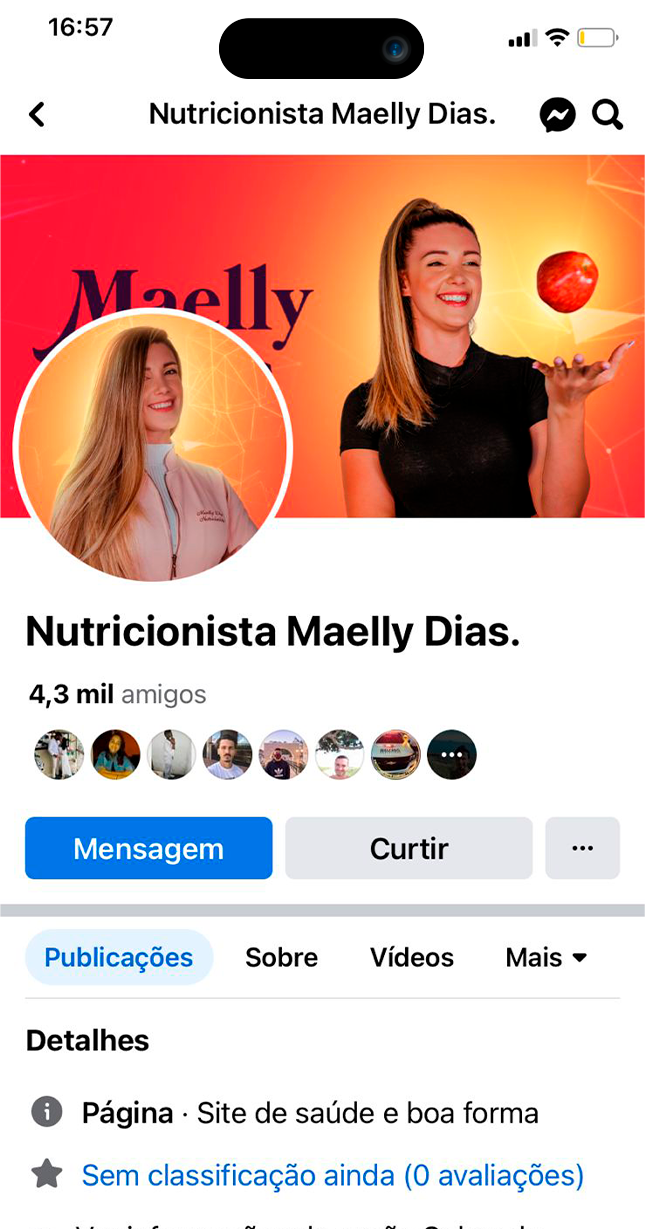 16:57
Nutricionista Maelly Dias.
Maelly
Nutricionista Maelly Dias.
4,3 mil amigos
Mensagem
Curtir
Publicações
Sobre
Vídeos
Mais
Detalhes
Página · Site de saúde e boa forma
Sem classificação ainda (0 avaliações)